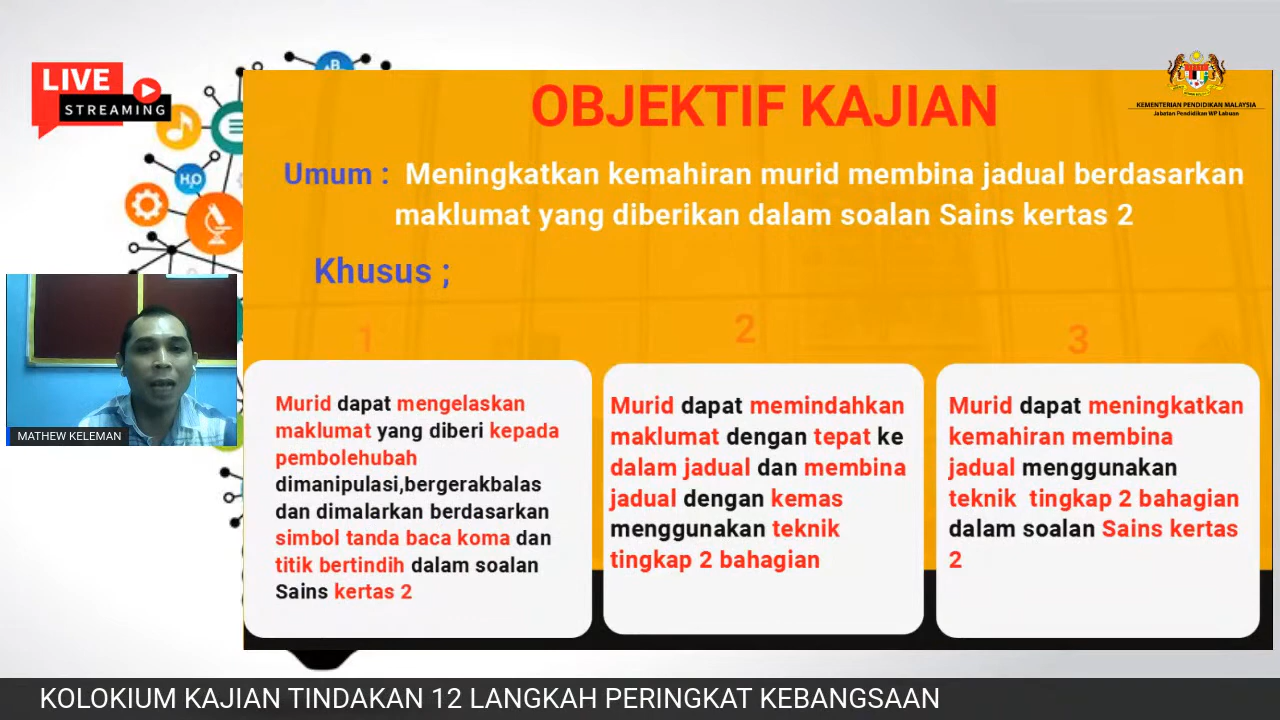 LIVE
STREAMING
B
H₂O
KEMENTERIAN PENDIDIKAN MALAYSIA
Jabatan Pendidikan WP Labuan
OBJEKTIF KAJIAN
Umum : Meningkatkan kemahiran murid membina jadual berdasarkan
maklumat yang diberikan dalam soalan Sains kertas 2
Khusus ;
1
Murid dapat mengelaskan
maklumat yang diberi kepada
pembolehubah
dimanipulasi,bergerakbalas
dan dimalarkan berdasarkan
simbol tanda baca koma dan
titik bertindih dalam soalan
Sains kertas 2
2
Murid dapat memindahkan
maklumat dengan tepat ke
dalam jadual dan membina
jadual dengan kemas
menggunakan teknik
tingkap 2 bahagian
3
Murid dapat meningkatkan
kemahiran membina
jadual menggunakan
teknik tingkap 2 bahagian
dalam soalan Sains kertas
2
MATHEW KELEMAN
KOLOKIUM KAJIAN TINDAKAN 12 LANGKAH PERINGKAT KEBANGSAAN